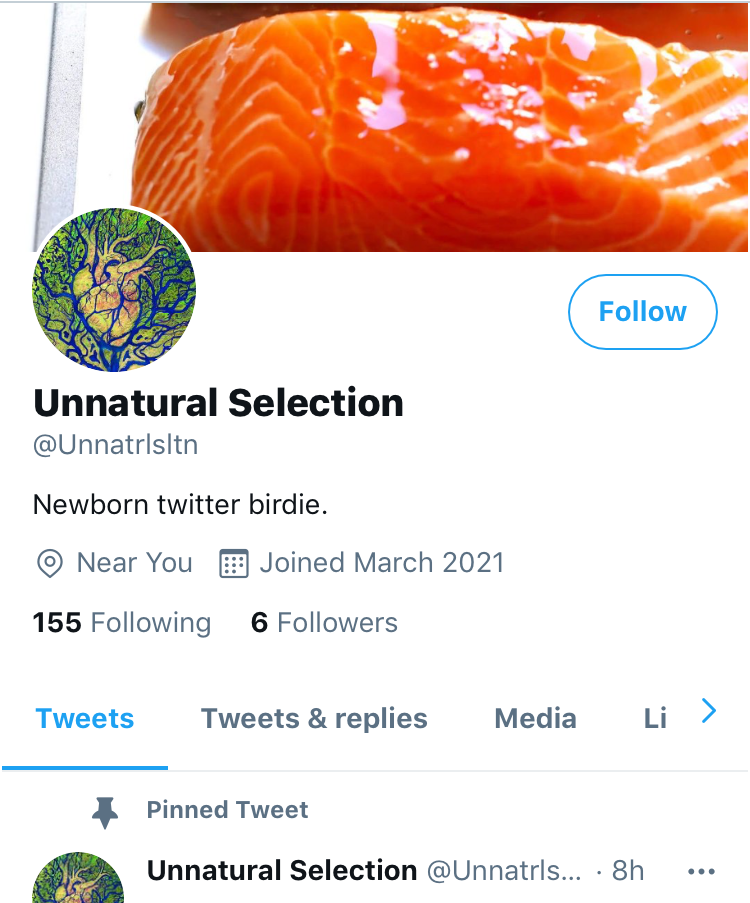 Follow
Unnatural Selection
@Unnatrlsltn
Newborn twitter birdie.
Near You Joined March 2021
155 Following 6 Followers
Tweets Tweets & replies Media Li
Pinned Tweet
Unnatural Selection @Unnatrls... · 8h